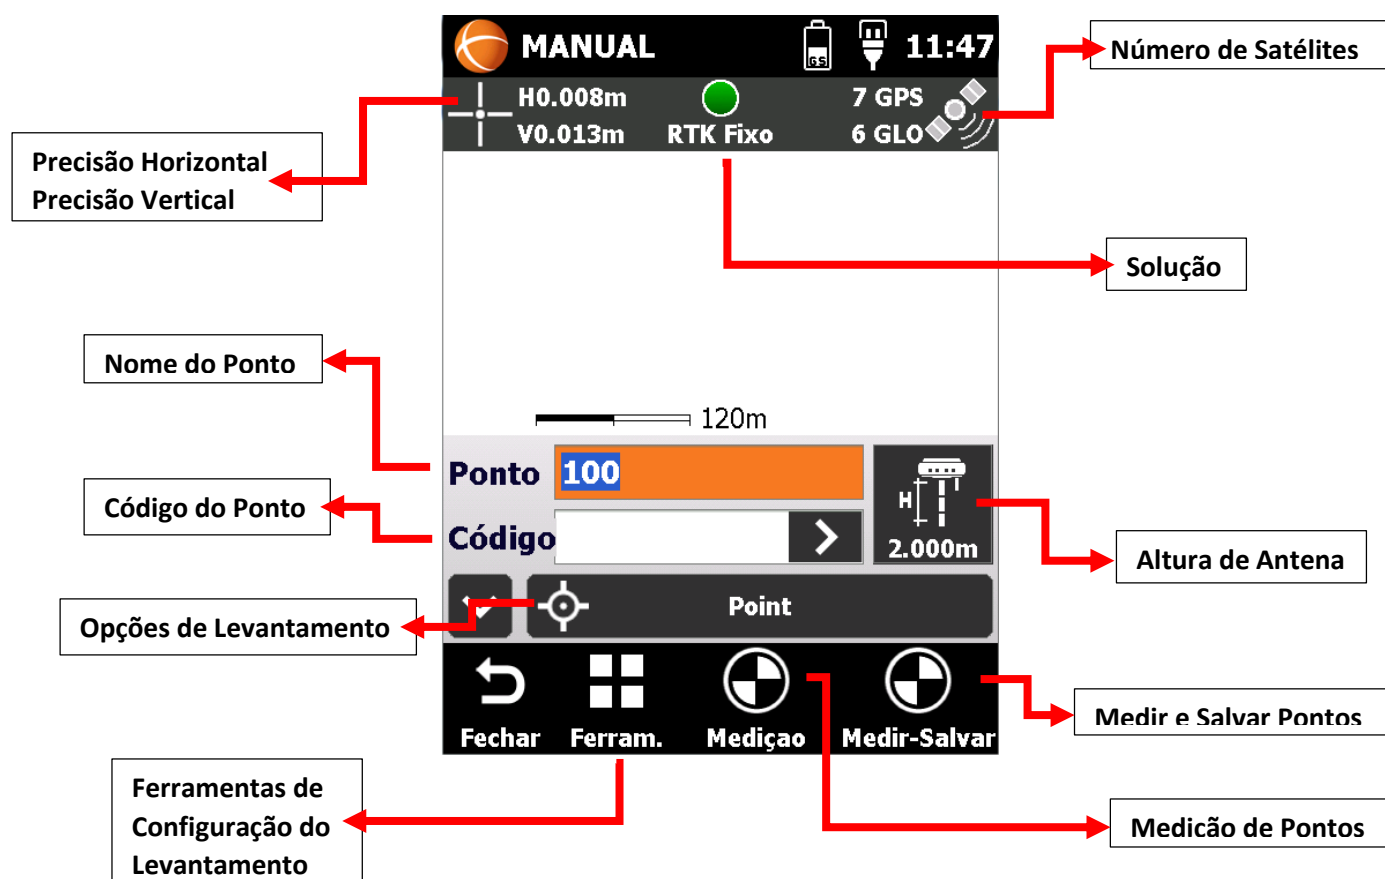 MANUAL
GS
11:47
Número de Satélites
H0.008m
7 GPS
V0.013m
RTK Fixo
6 GLO
Precisão Horizontal
Precisão Vertical
Solução
Nome do Ponto
120m
Ponto
100
H
Código do Ponto
Código
2.000m
Altura de Antena
Opções de Levantamento
Point
Medir e Salvar Pontos
Fechar
Ferram.
Mediçao
Medir-Salvar
Ferramentas de
Configuração do
Levantamento
Medicão de Pontos